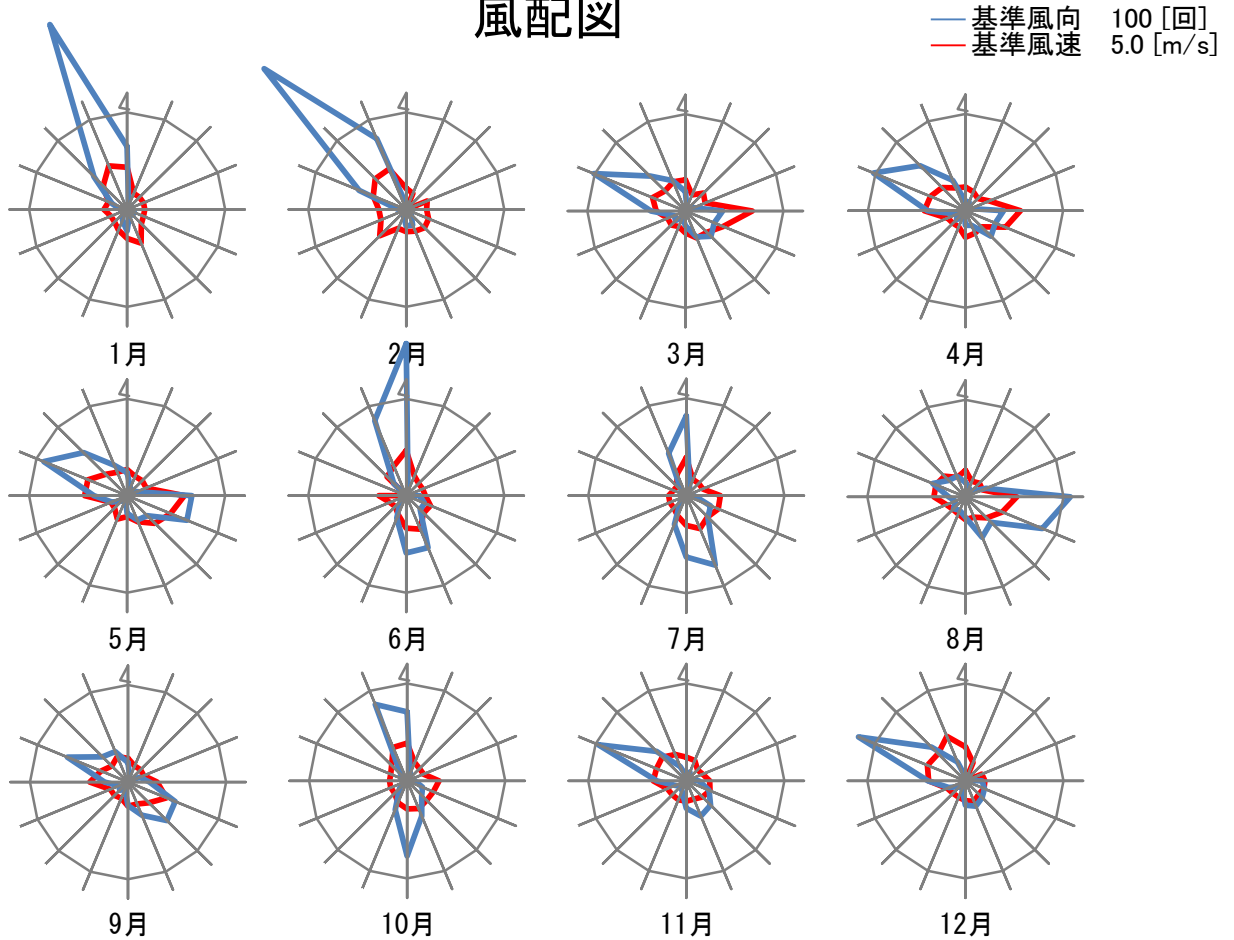 風配図
基準風向 100 [回]
基準風速 5.0 [m/s]
1月
2月
3月
4月
5月
6月
7月
8月
9月
10月
11月
12月